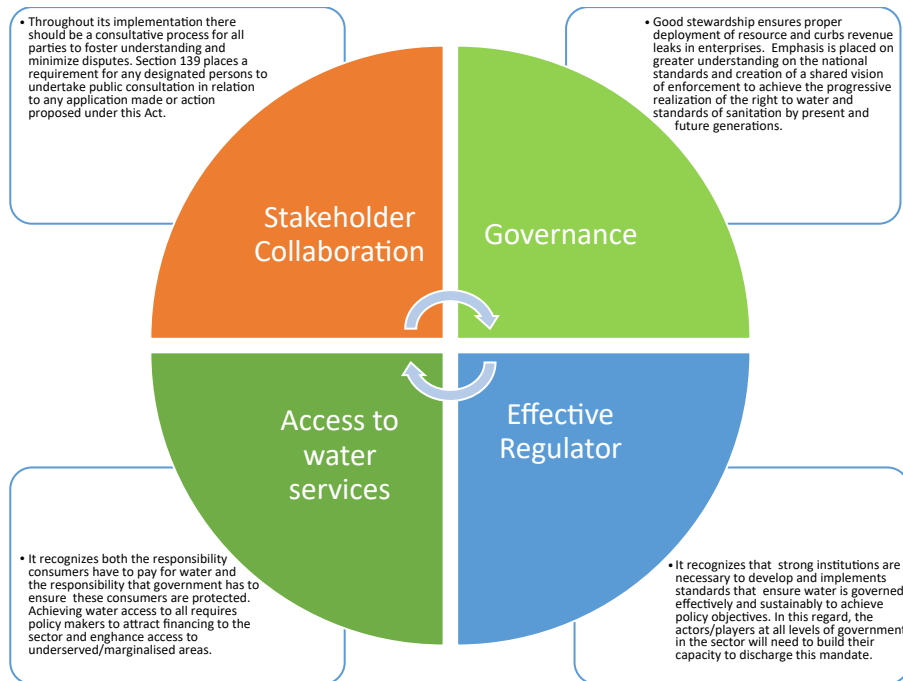 • Throughout its implementation there
should be a consultative process for all
parties to foster understanding and
minimize disputes. Section 139 places a
requirement for any designated persons to
undertake public consultation in relation
to any application made or action
proposed under this Act.
• Good stewardship ensures proper
deployment of resource and curbs revenue
leaks in enterprises. Emphasis is placed on
greater understanding on the national
standards and creation of a shared vision
of enforcement to achieve the progressive
realization of the right to water and
standards of sanitation by present and
future generations.
Stakeholder
Collaboration
Governance
Access to
water
services
Effective
Regulator
• It recognizes both the responsibility
consumers have to pay for water and
the responsibility that government has to
ensure these consumers are protected.
Achieving water access to all requires
policy makers to attract financing to the
sector and enghance access to
underserved/marginalised areas.
• It recognizes that strong institutions are
necessary to develop and implements
standards that ensure water is governed
effectively and sustainably to achieve
policy objectives. In this regard, the
actors/players at all levels of government
in the sector will need to build their
capacity to discharge this mandate.